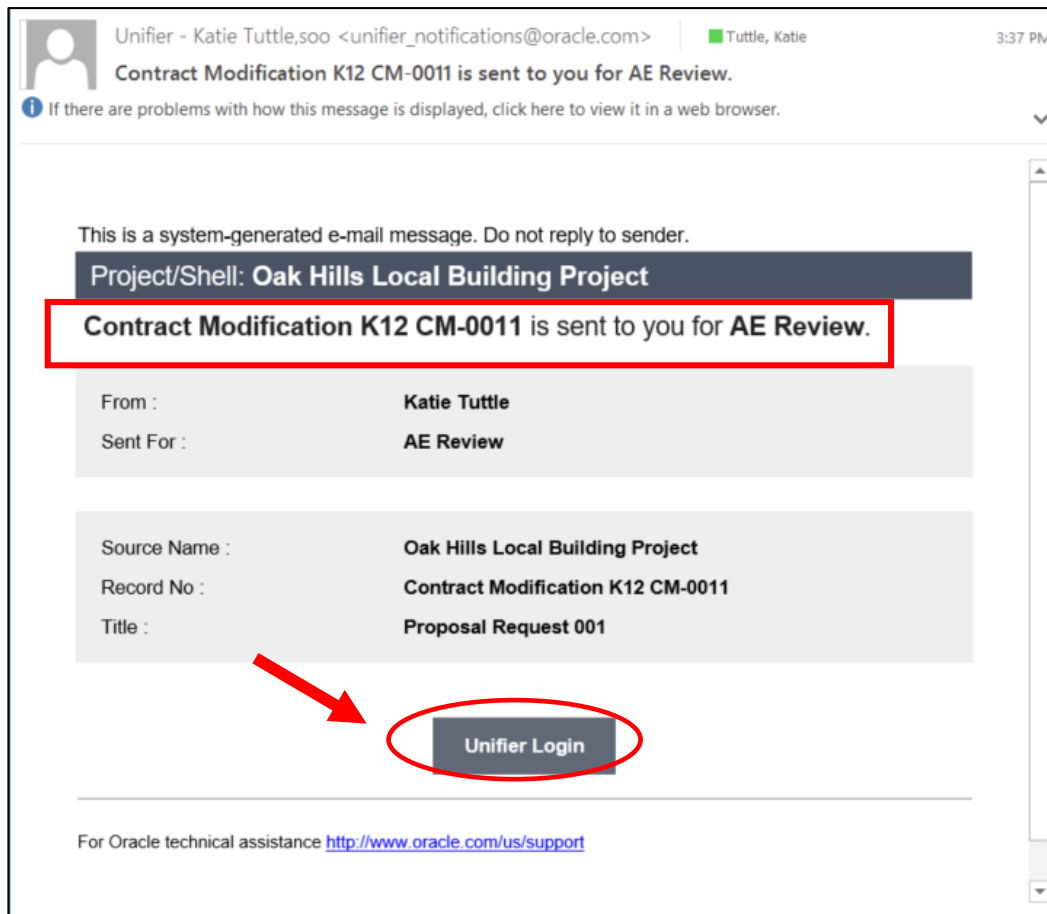 Unifier - Katie Tuttle,soo <unifier_notifications@oracle.com> Tuttle, Katie 3:37 PM
Contract Modification K12 CM-0011 is sent to you for AE Review.
If there are problems with how this message is displayed, click here to view it in a web browser.
This is a system-generated e-mail message. Do not reply to sender.
Project/Shell: Oak Hills Local Building Project
Contract Modification K12 CM-0011 is sent to you for AE Review.
From : Katie Tuttle
Sent For : AE Review
Source Name : Oak Hills Local Building Project
Record No : Contract Modification K12 CM-0011
Title : Proposal Request 001
Unifier Login
For Oracle technical assistance http://www.oracle.com/us/support